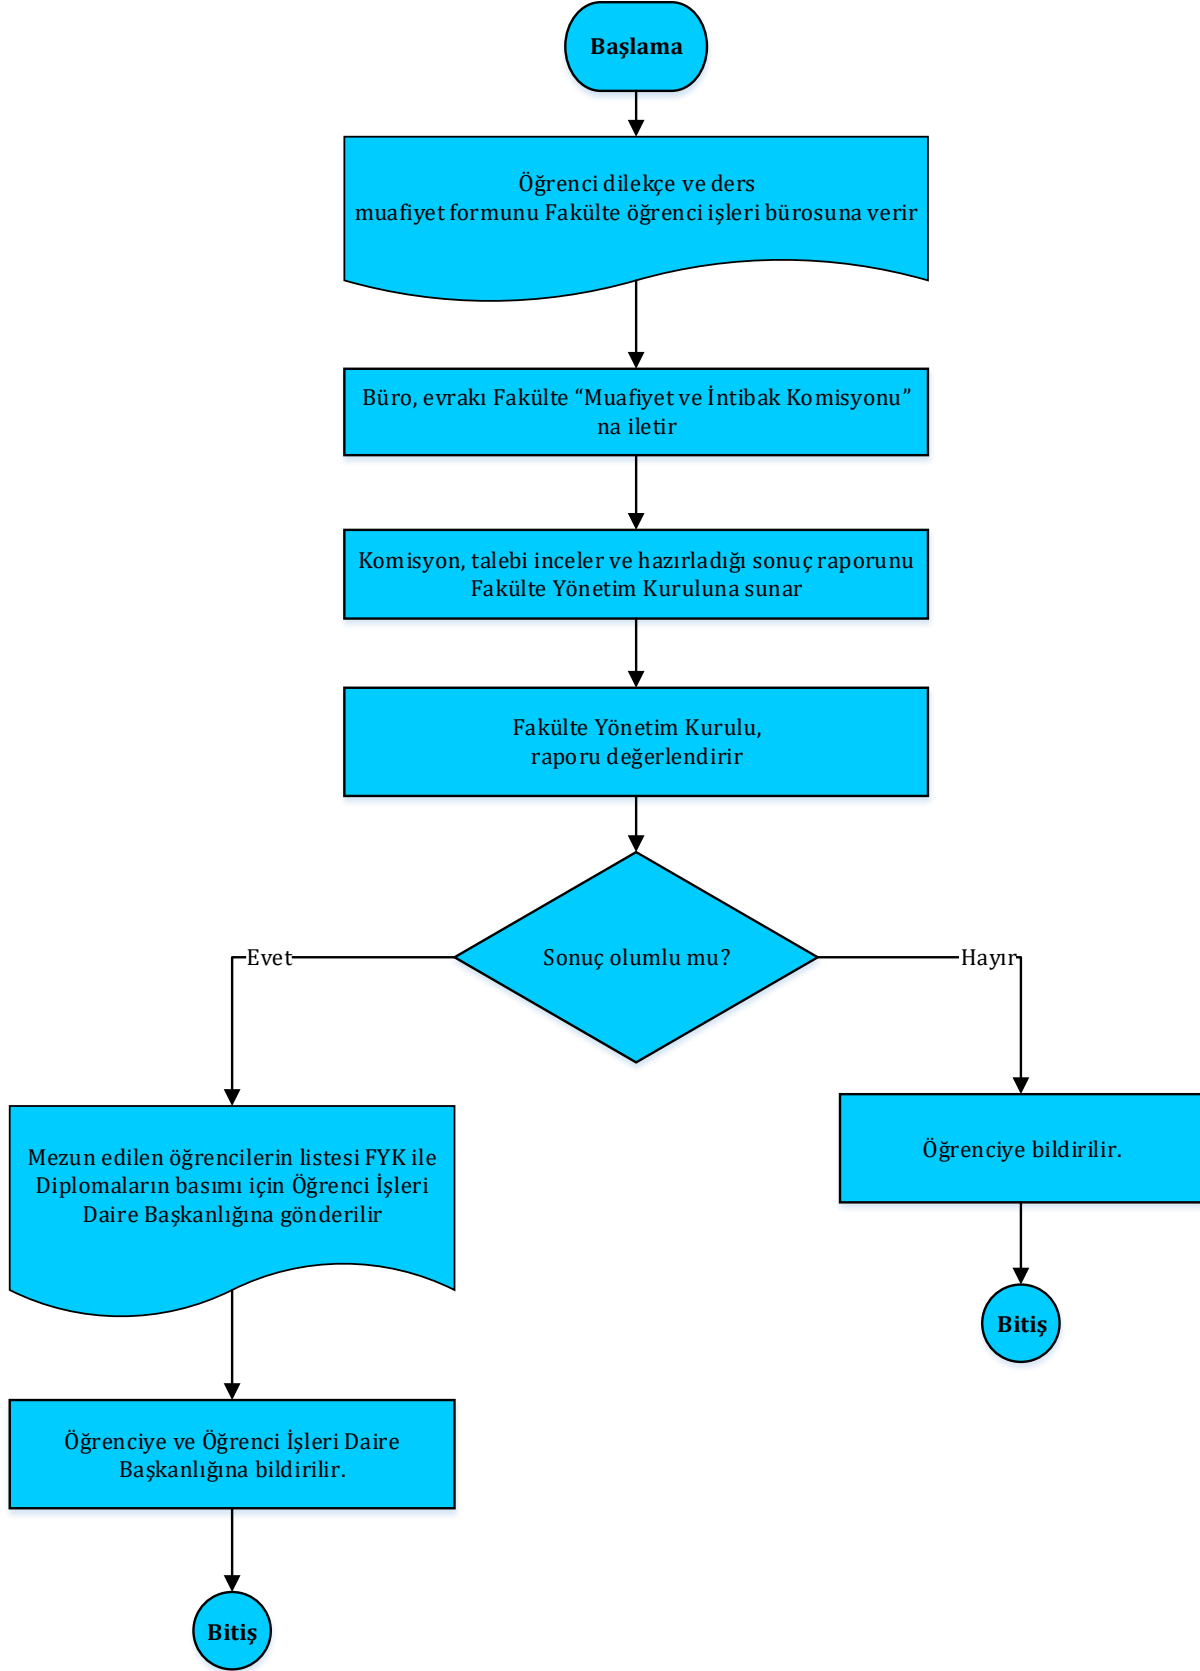 Başlama
Öğrenci dilekçe ve ders
muafiyet formunu Fakülte öğrenci işleri bürosuna verir
Büro, evrakı Fakülte “Muafiyet ve İntibak Komisyonu”
na iletir
Komisyon, talebi inceler ve hazırladığı sonuç raporunu
Fakülte Yönetim Kuruluna sunar
Fakülte Yönetim Kurulu,
raporu değerlendirir
Sonuç olumlu mu?
Evet
Hayır
Mezun edilen öğrencilerin listesi FYK ile
Diplomaların basımı için Öğrenci İşleri
Daire Başkanlığına gönderilir
Öğrenciye bildirilir.
Bitiş
Öğrenciye ve Öğrenci İşleri Daire
Başkanlığına bildirilir.
Bitiş